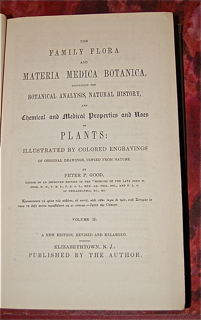 THE
FAMILY FLORA
AND
MATERIA MEDICA BOTANICA,
CONTAINING THE
BOTANICAL ANALYSIS, NATURAL HISTORY,
AND
Chemical and Medical Properties and Uses
OF
PLANTS:
ILLUSTRATED BY COLORED ENGRAVINGS
OF ORIGINAL DRAWINGS, COPIED FROM NATURE.
BY
PETER P. GOOD,
VOLUME II.
A NEW EDITION, REVISED AND ENLARGED
ELIZABETHTOWN, N. J.:
PUBLISHED BY THE AUTHOR.